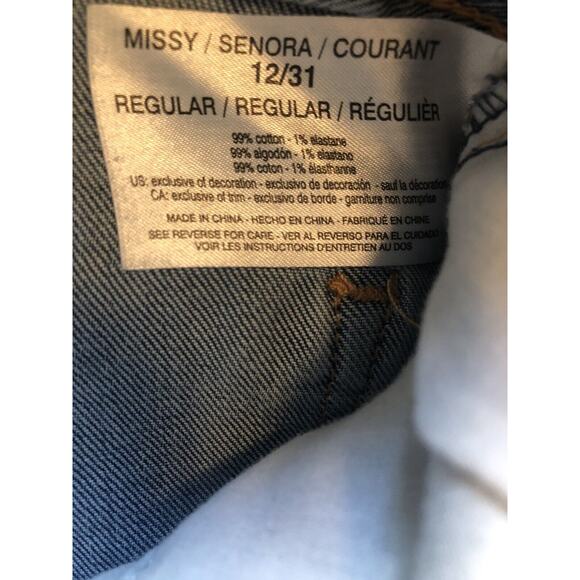 MISSY / SENORA / COURANT
12/31
REGULAR / REGULAR / RÉGULIÈR
99% cotton - 1% elastane
99% algodón - 1% elastano
99% coton - 1% élasthanne
US: exclusive of decoration - exclusivo de decoración - sauf la décoration
CA: exclusive of trim - exclusivo de borde - garniture non comprise
MADE IN CHINA - HECHO EN CHINA - FABRIQUÉ EN CHINE
SEE REVERSE FOR CARE - VER AL REVERSO PARA EL CUIDADO
VOIR LES INSTRUCTIONS D'ENTRETIEN AU DOS